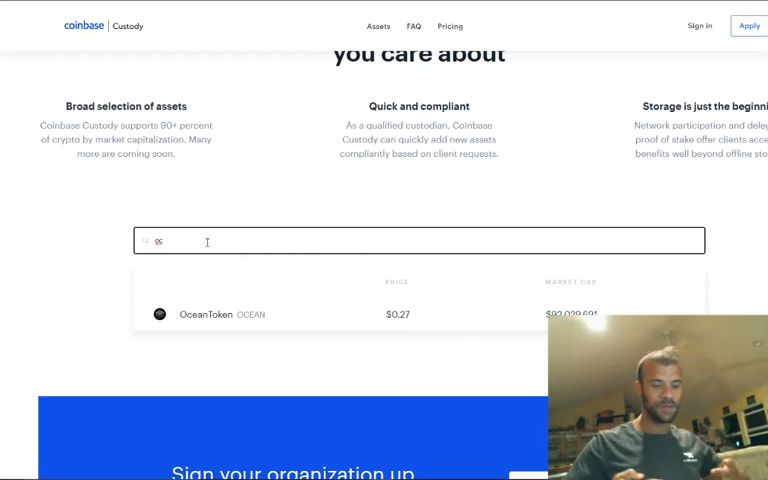 coinbase | Custody
Assets FAQ Pricing
Sign in Apply
you care about
Broad selection of assets
Coinbase Custody supports 90+ percent
of crypto by market capitalization. Many
more are coming soon.
Quick and compliant
As a qualified custodian, Coinbase
Custody can quickly add new assets
compliantly based on client requests.
Storage is just the
Network participation and
proof of stake offer clients
benefits well beyond offline
oc
PRICE MARKET CAP
OceanToken OCEAN $0.27 $92,029,691
Sign your organization up